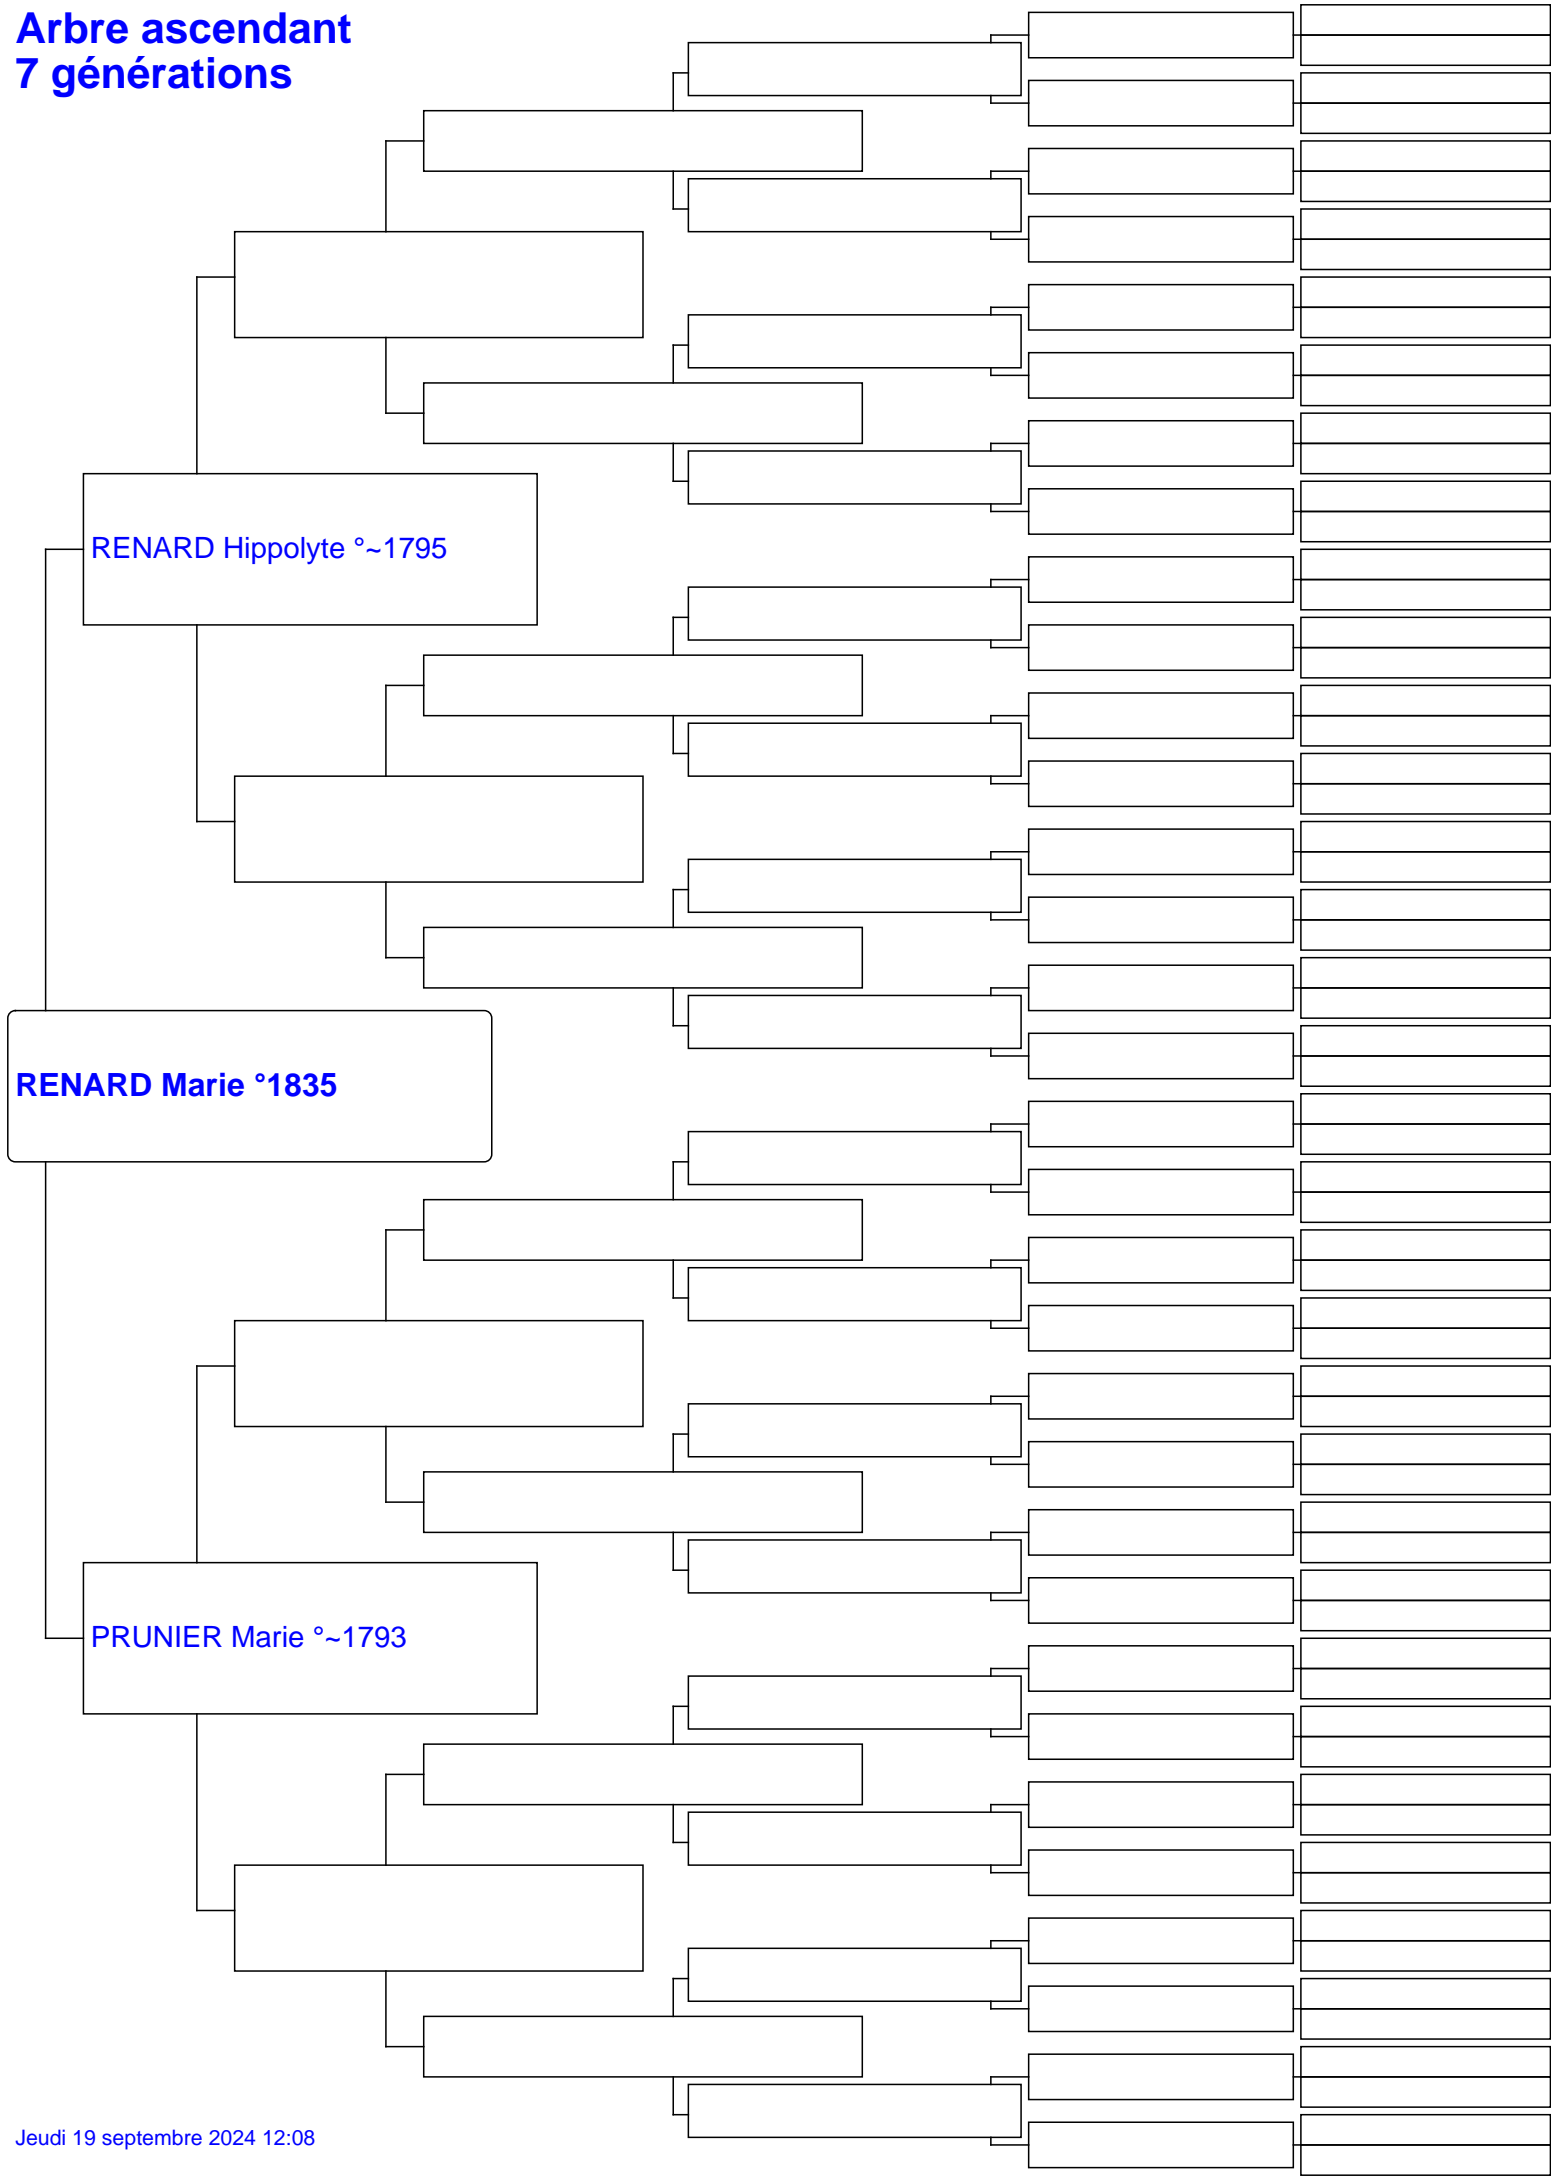 Arbre ascendant
7 générations
RENARD Hippolyte °~1795
RENARD Marie °1835
PRUNIER Marie °~1793
Jeudi 19 septembre 2024 12:08